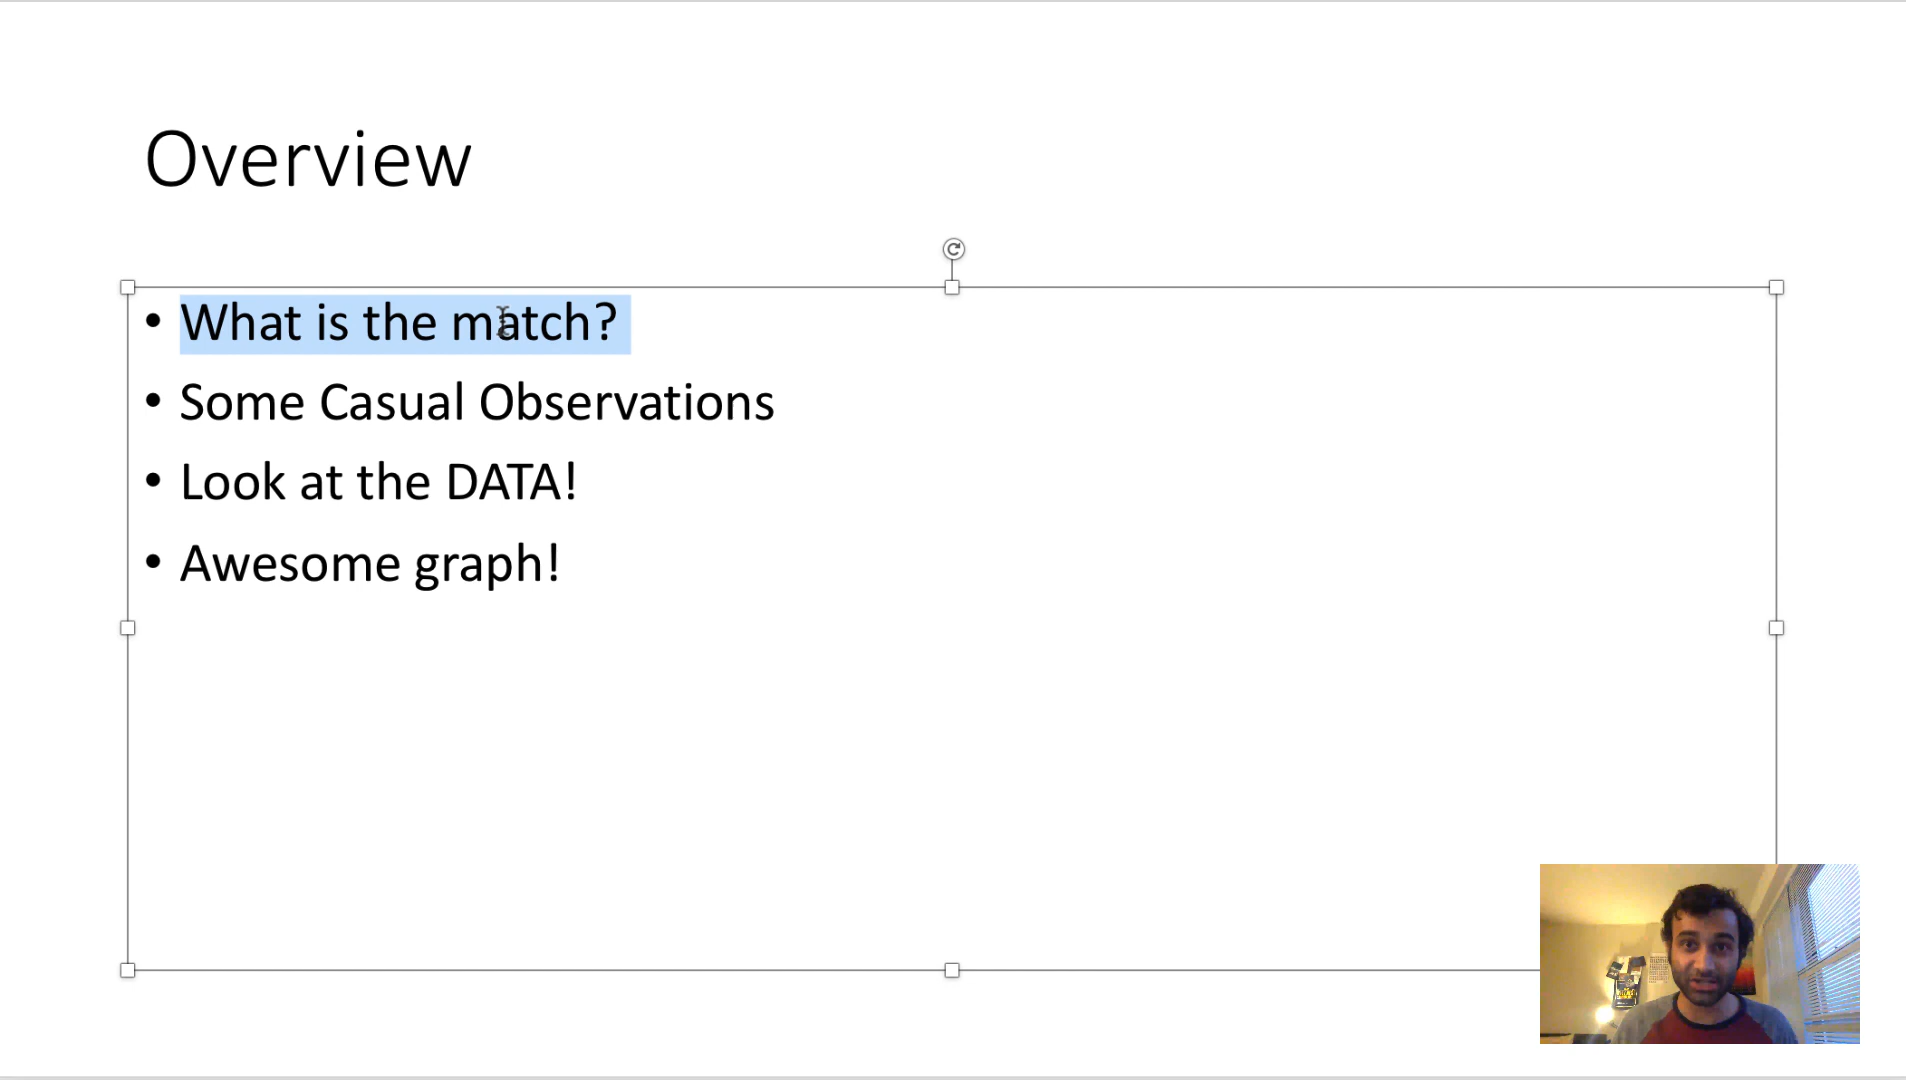 Overview
• What is the match?
• Some Casual Observations
• Look at the DATA!
• Awesome graph!